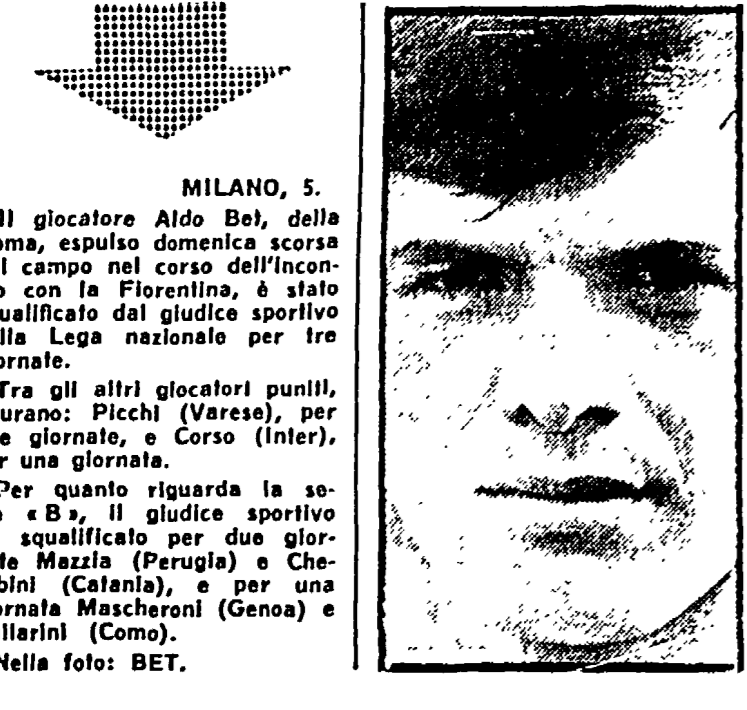 MILANO, 5.
Il giocatore Aldo Bet, della
oma, espulso domenica scorsa
l campo nel corso dell'incon-
o con la Fiorentina, è stato
ualificato dal giudice sportivo
lla Lega nazionale per tre
ornate.
Tra gli altri giocatori puniti,
urano: Picchi (Varese), per
e giornate, e Corso (Inter),
r una giornata.
Per quanto riguarda la se-
e «B», il giudice sportivo
squalificato per due gior-
te Mazzia (Perugia) e Che-
bini (Catania), e per una
ornata Mascheroni (Genoa) e
llarini (Como).
Nella foto: BET.